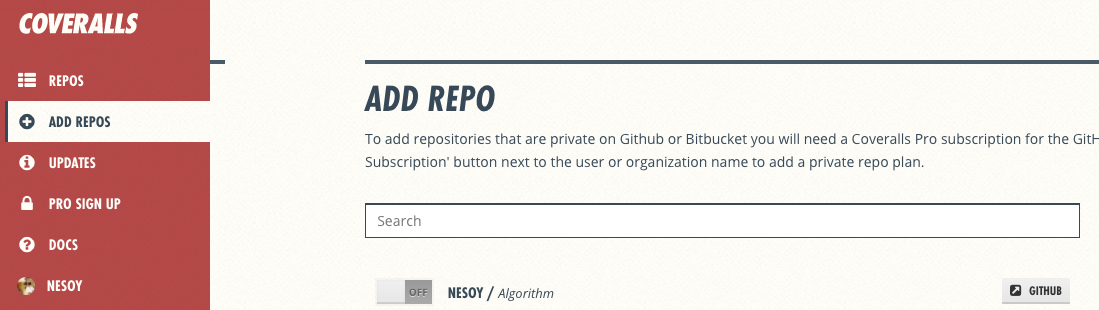 COVERALLS
REPOS
ADD REPOS
UPDATES
PRO SIGN UP
DOCS
NESOY
ADD REPO
To add repositories that are private on Github or Bitbucket you will need a Coveralls Pro subscription for the GitH
Subscription' button next to the user or organization name to add a private repo plan.
Search
OFF NESOY / Algorithm GITHUB